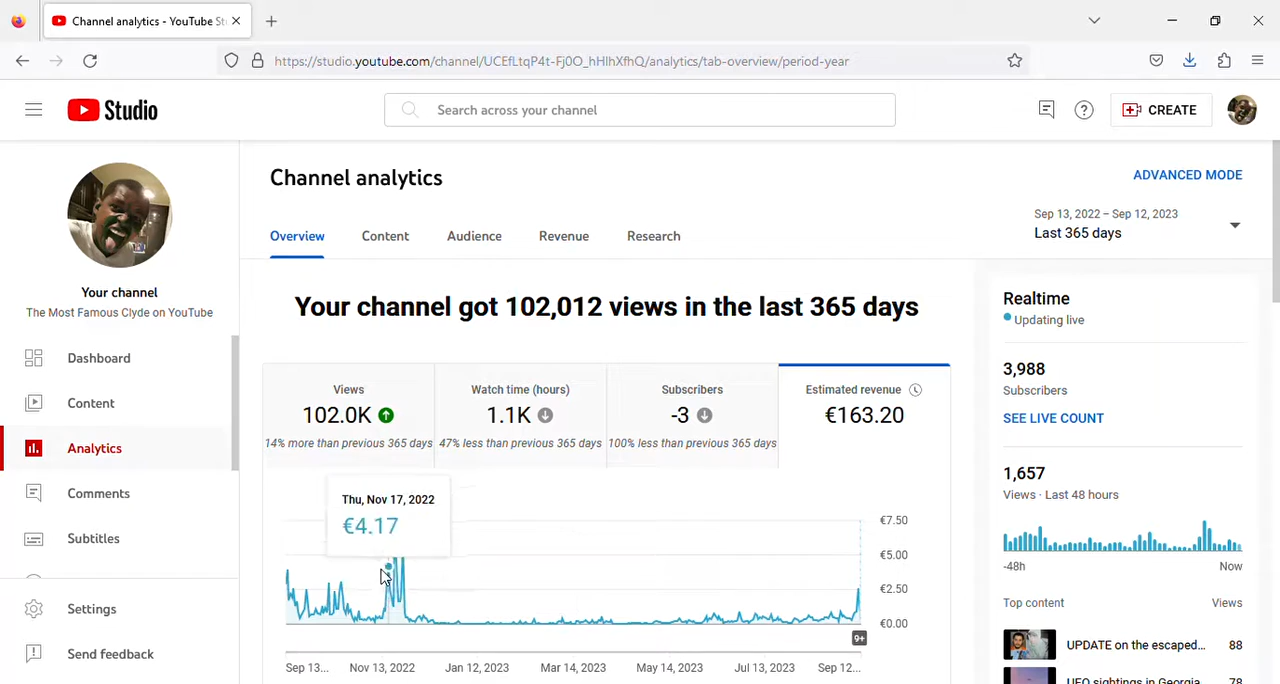 Channel analytics - YouTube St
https://studio.youtube.com/channel/UCEfLtqP4t-Fj0O_hHlhXfhQ/analytics/tab-overview/period-year
Studio
Search across your channel
CREATE
Your channel
The Most Famous Clyde on YouTube
Dashboard
Content
Analytics
Comments
Subtitles
Settings
Send feedback
Channel analytics
ADVANCED MODE
Sep 13, 2022 – Sep 12, 2023
Last 365 days
Overview Content Audience Revenue Research
Your channel got 102,012 views in the last 365 days
Views
102.0K
14% more than previous 365 days
Watch time (hours)
1.1K
47% less than previous 365 days
Subscribers
-3
100% less than previous 365 days
Estimated revenue
€163.20
Thu, Nov 17, 2022
€4.17
€7.50
€5.00
€2.50
€0.00
9+
Sep 13... Nov 13, 2022 Jan 12, 2023 Mar 14, 2023 May 14, 2023 Jul 13, 2023 Sep 12...
Realtime
Updating live
3,988
Subscribers
SEE LIVE COUNT
1,657
Views · Last 48 hours
-48h Now
Top content Views
UPDATE on the escaped... 88
UFO sightings in Georgia 78